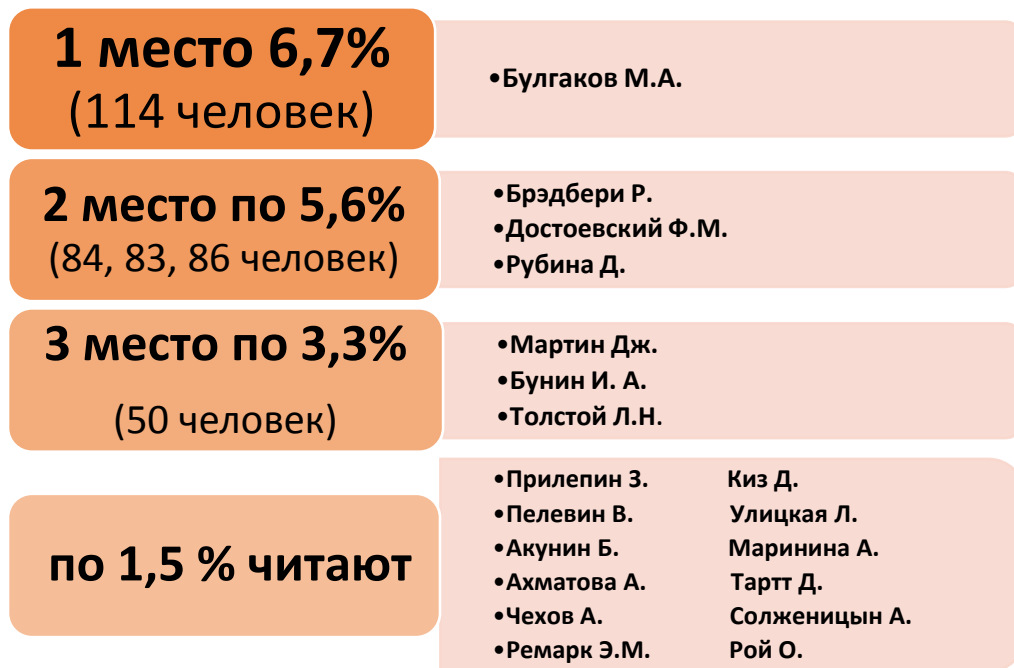 1 место 6,7%
(114 человек)
•Булгаков М.А.
2 место по 5,6%
(84, 83, 86 человек)
•Брэдбери Р.
•Достоевский Ф.М.
•Рубина Д.
3 место по 3,3%
(50 человек)
•Мартин Дж.
•Бунин И. А.
•Толстой Л.Н.
по 1,5 % читают
•Прилепин З. Киз Д.
•Пелевин В. Улицкая Л.
•Акунин Б. Маринина А.
•Ахматова А. Тартт Д.
•Чехов А. Солженицын А.
•Ремарк Э.М. Рой О.